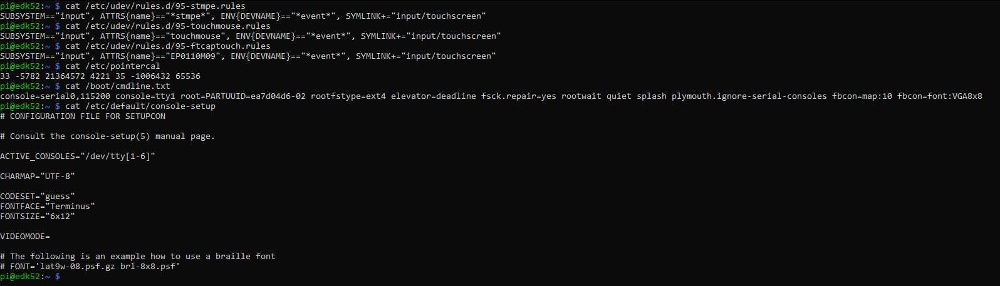 pi@edk52:~ $ cat /etc/udev/rules.d/95-stmpe.rules
SUBSYSTEM=="input", ATTRS{name}=="*stmpe*", ENV{DEVNAME}=="*event*", SYMLINK+="input/touchscreen"
pi@edk52:~ $ cat /etc/udev/rules.d/95-touchmouse.rules
SUBSYSTEM=="input", ATTRS{name}=="touchmouse", ENV{DEVNAME}=="*event*", SYMLINK+="input/touchscreen"
pi@edk52:~ $ cat /etc/udev/rules.d/95-ftcaptouch.rules
SUBSYSTEM=="input", ATTRS{name}=="EP0110M09", ENV{DEVNAME}=="*event*", SYMLINK+="input/touchscreen"
pi@edk52:~ $ cat /etc/pointercal
33 -5782 21364572 4221 35 -1006432 65536
pi@edk52:~ $ cat /boot/cmdline.txt
console=serial0,115200 console=tty1 root=PARTUUID=ea7d04d6-02 rootfstype=ext4 elevator=deadline fsck.repair=yes rootwait quiet splash plymouth.ignore-serial-consoles fbcon=map:10 fbcon=font:VGA8x8
pi@edk52:~ $ cat /etc/default/console-setup
# CONFIGURATION FILE FOR SETUPCON
# Consult the console-setup(5) manual page.
ACTIVE_CONSOLES="/dev/tty[1-6]"
CHARMAP="UTF-8"
CODESET="guess"
FONTFACE="Terminus"
FONTSIZE="6x12"
VIDEOMODE=
# The following is an example how to use a braille font
# FONT='lat9w-08.psf.gz brl-8x8.psf'
pi@edk52:~ $